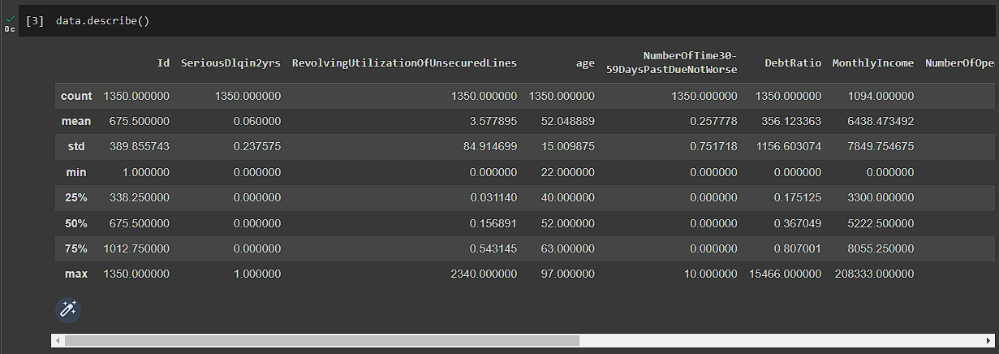 [3] data.describe()
0с
Id SeriousDlqin2yrs RevolvingUtilizationOfUnsecuredLines age NumberOfTime30-59DaysPastDueNotWorse DebtRatio MonthlyIncome NumberOfOpe
count 1350.000000 1350.000000 1350.000000 1350.000000 1350.000000 1350.000000 1094.000000
mean 675.500000 0.060000 3.577895 52.048889 0.257778 356.123363 6438.473492
std 389.855743 0.237575 84.914699 15.009875 0.751718 1156.603074 7849.754675
min 1.000000 0.000000 0.000000 22.000000 0.000000 0.000000 0.000000
25% 338.250000 0.000000 0.031140 40.000000 0.000000 0.175125 3300.000000
50% 675.500000 0.000000 0.156891 52.000000 0.000000 0.367049 5222.500000
75% 1012.750000 0.000000 0.543145 63.000000 0.000000 0.807001 8055.250000
max 1350.000000 1.000000 2340.000000 97.000000 10.000000 15466.000000 208333.000000